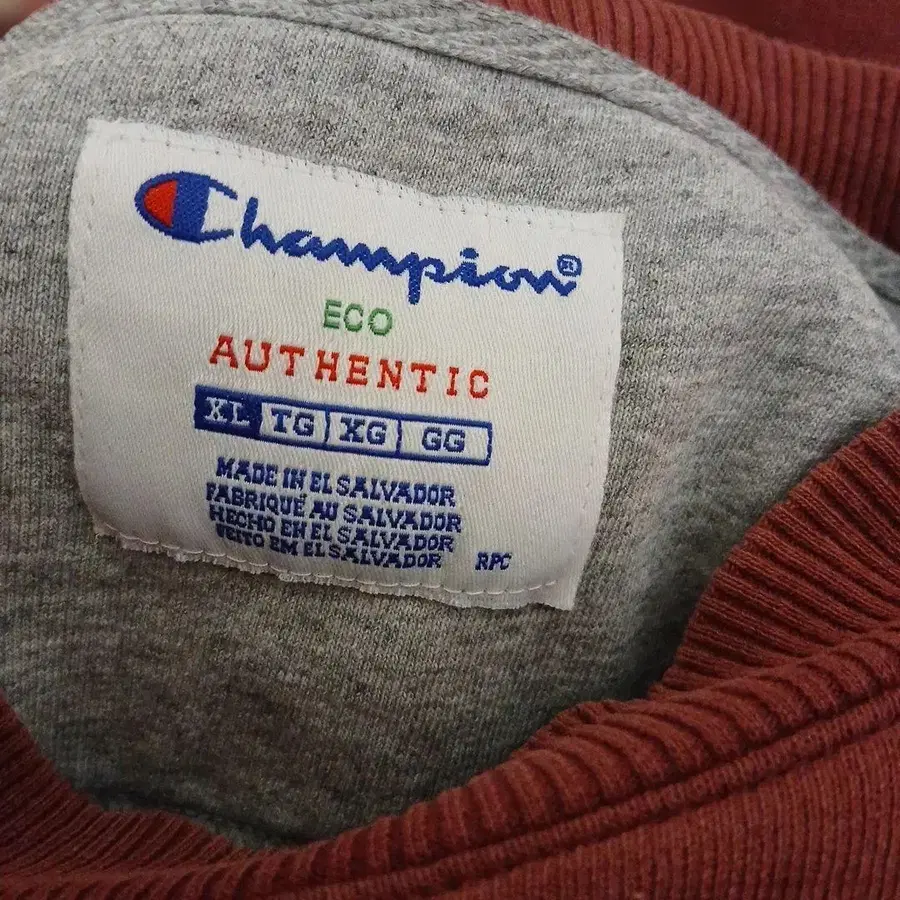 Champion®
ECO
AUTHENTIC
XL TG XG GG
MADE IN EL SALVADOR
FABRIQUÉ AU SALVADOR
HECHO EN EL SALVADOR
FEITO EM EL SALVADOR RPC